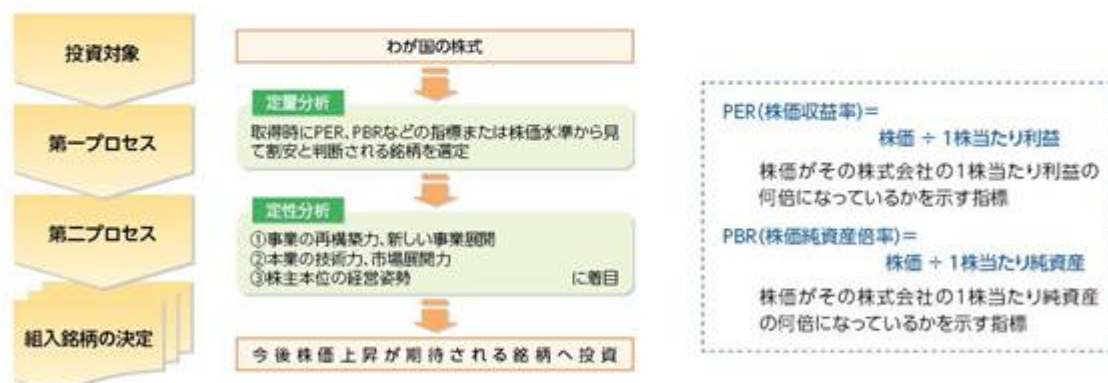 投資対象
わが国の株式
第一プロセス
定量分析
取得時にPER、PBRなどの指標または株価水準から見
て割安と判断される銘柄を選定
第二プロセス
定性分析
①事業の再構築力、新しい事業展開
②本業の技術力、市場展開力
③株主本位の経営姿勢 に着目
組入銘柄の決定
今後株価上昇が期待される銘柄へ投資
PER(株価収益率)=
株価 ÷ 1株当たり利益
株価がその株式会社の1株当たり利益の
何倍になっているかを示す指標
PBR(株価純資産倍率)=
株価 ÷ 1株当たり純資産
株価がその株式会社の1株当たり純資産
の何倍になっているかを示す指標